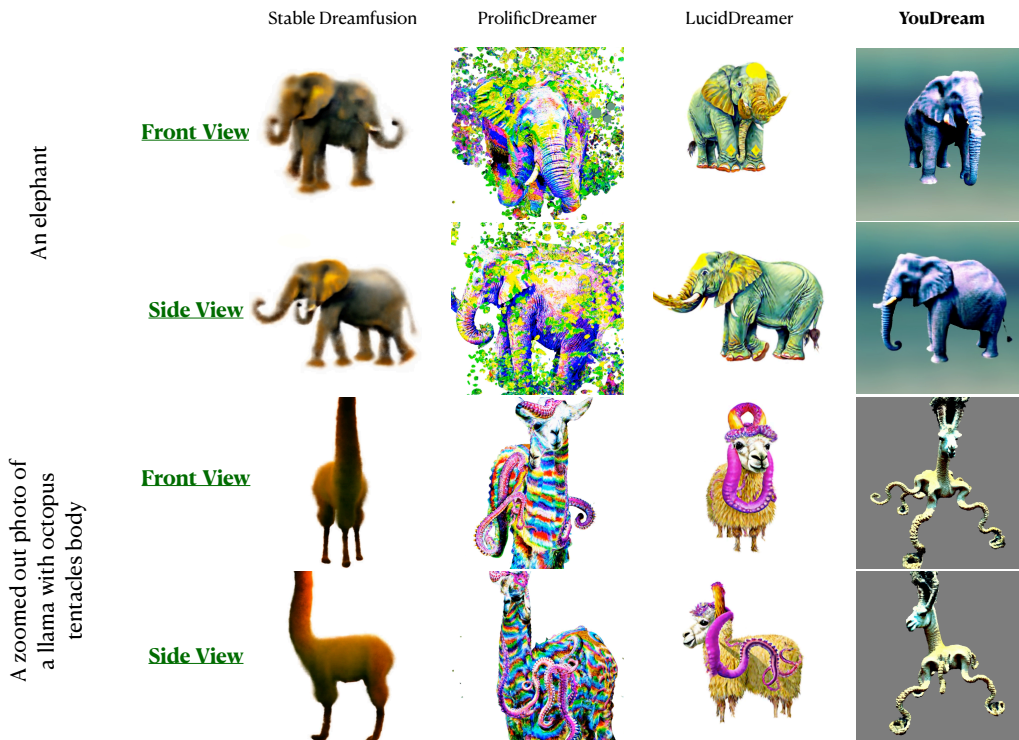 Stable Dreamfusion
ProlificDreamer
LucidDreamer
YouDream
An elephant
Front View
Side View
A zoomed out photo of
a llama with octopus
tentacles body
Front View
Side View